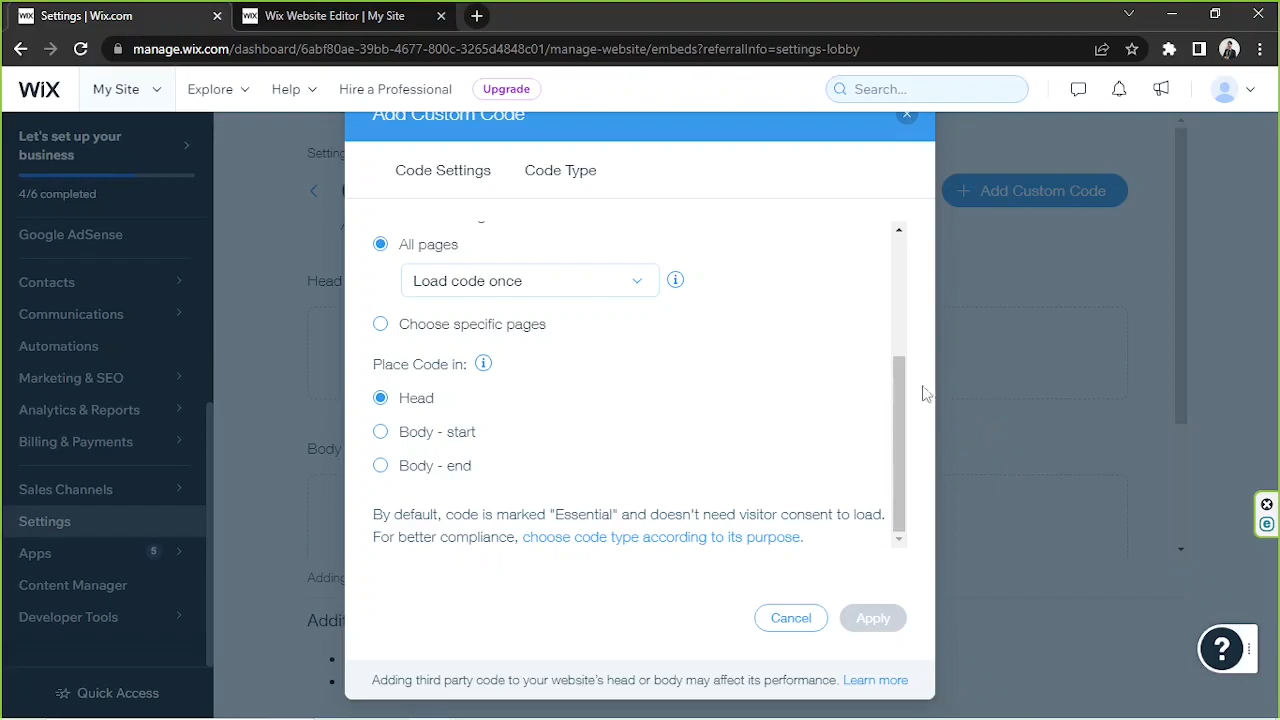 WiX Settings | Wix.com
WiX Wix Website Editor | My Site
manage.wix.com/dashboard/6abf80ae-39bb-4677-800c-3265d4848c01/manage-website/embeds?referralInfo=settings-lobby
WiX
My Site
Explore
Help
Hire a Professional
Upgrade
Search...
Let's set up your
business
4/6 completed
Google AdSense
Contacts
Communications
Automations
Marketing & SEO
Analytics & Reports
Billing & Payments
Sales Channels
Settings
Apps 5
Content Manager
Developer Tools
Quick Access
Setting
Add Custom Code
Head
Body
Adding
Addit
Add Custom Code
Code Settings
Code Type
All pages
Load code once
Choose specific pages
Place Code in:
Head
Body - start
Body - end
By default, code is marked "Essential" and doesn't need visitor consent to load.
For better compliance, choose code type according to its purpose.
Cancel
Apply
Adding third party code to your website's head or body may affect its performance. Learn more
?